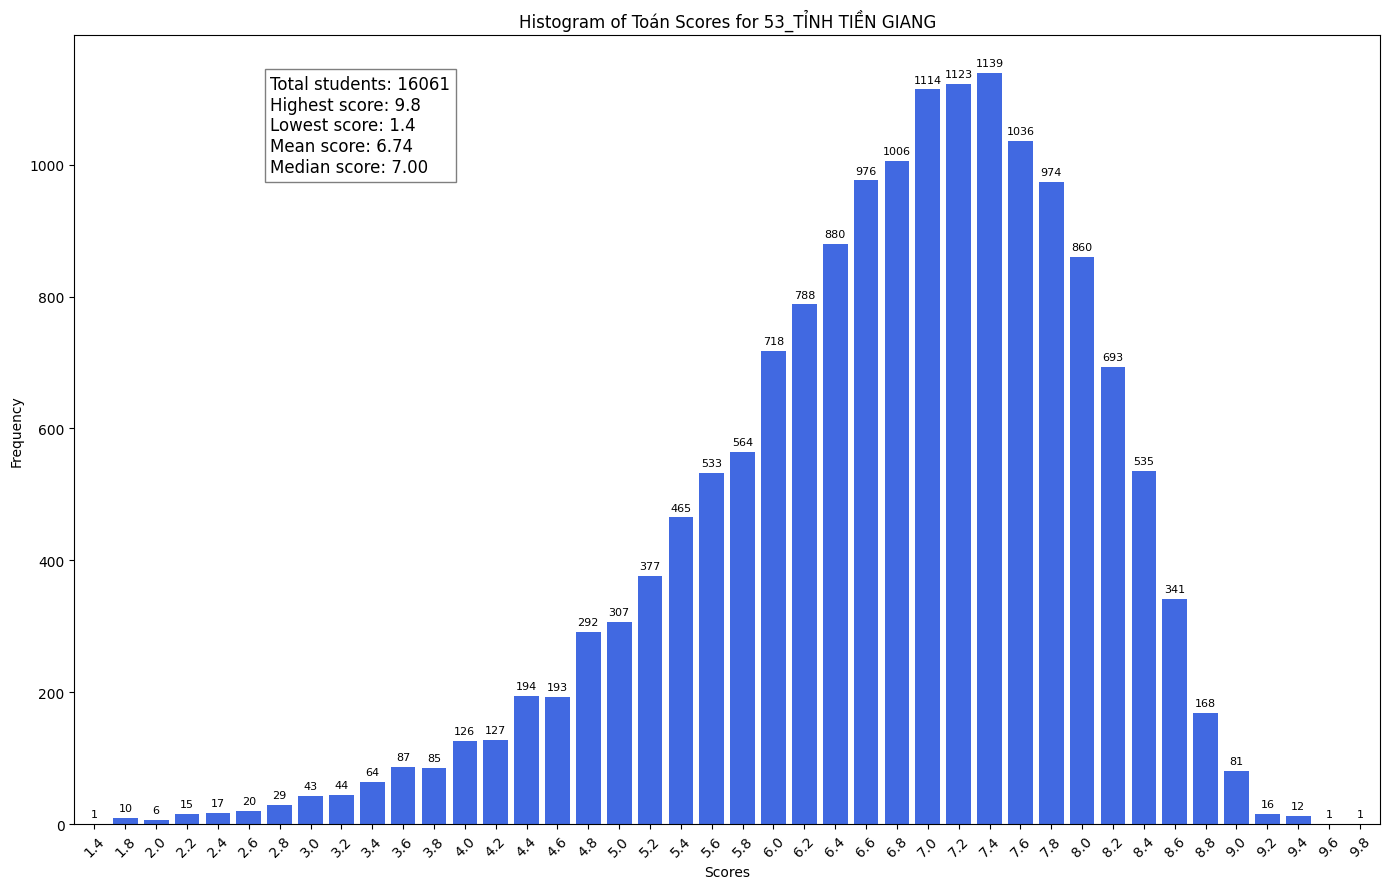 Histogram of Toán Scores for 53_TỈNH TIỀN GIANG
Total students: 16061
Highest score: 9.8
Lowest score: 1.4
Mean score: 6.74
Median score: 7.00
Frequency
1000
800
600
400
200
0
1 10 6 15 17 20 29 43 44 64 87 85 126 127 194 193 292 307 377 465 533 564 718 788 880 976 1006 1114 1123 1139 1036 974 860 693 535 341 168 81 16 12 1 1
1.4 1.8 2.0 2.2 2.4 2.6 2.8 3.0 3.2 3.4 3.6 3.8 4.0 4.2 4.4 4.6 4.8 5.0 5.2 5.4 5.6 5.8 6.0 6.2 6.4 6.6 6.8 7.0 7.2 7.4 7.6 7.8 8.0 8.2 8.4 8.6 8.8 9.0 9.2 9.4 9.6 9.8
Scores